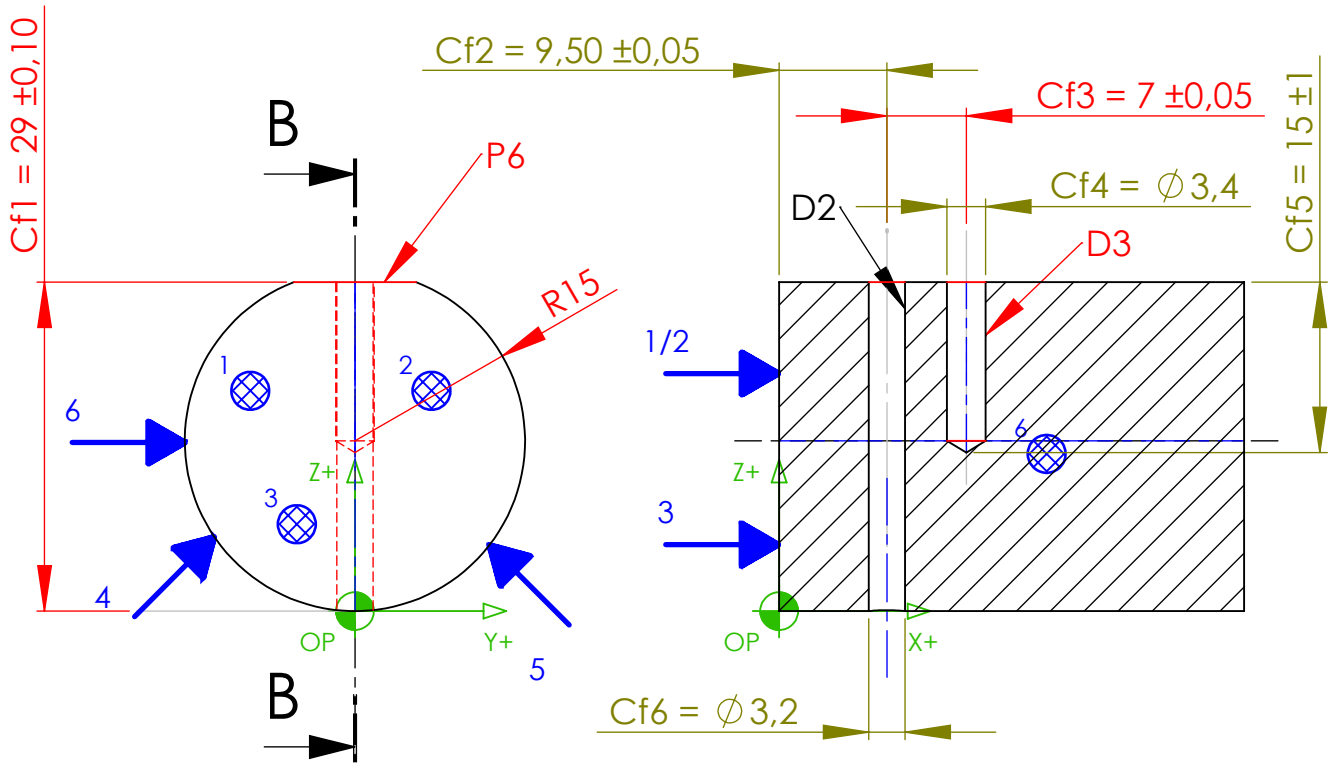 Cf1 = 29 ±0,10
B
P6
R15
1
2
6
3
4
5
Z+
Y+
OP
B
Cf2 = 9,50 ±0,05
Cf3 = 7 ±0,05
Cf4 = ∅ 3,4
Cf5 = 15 ±1
D2
D3
1/2
6
3
Z+
X+
OP
Cf6 = ∅ 3,2